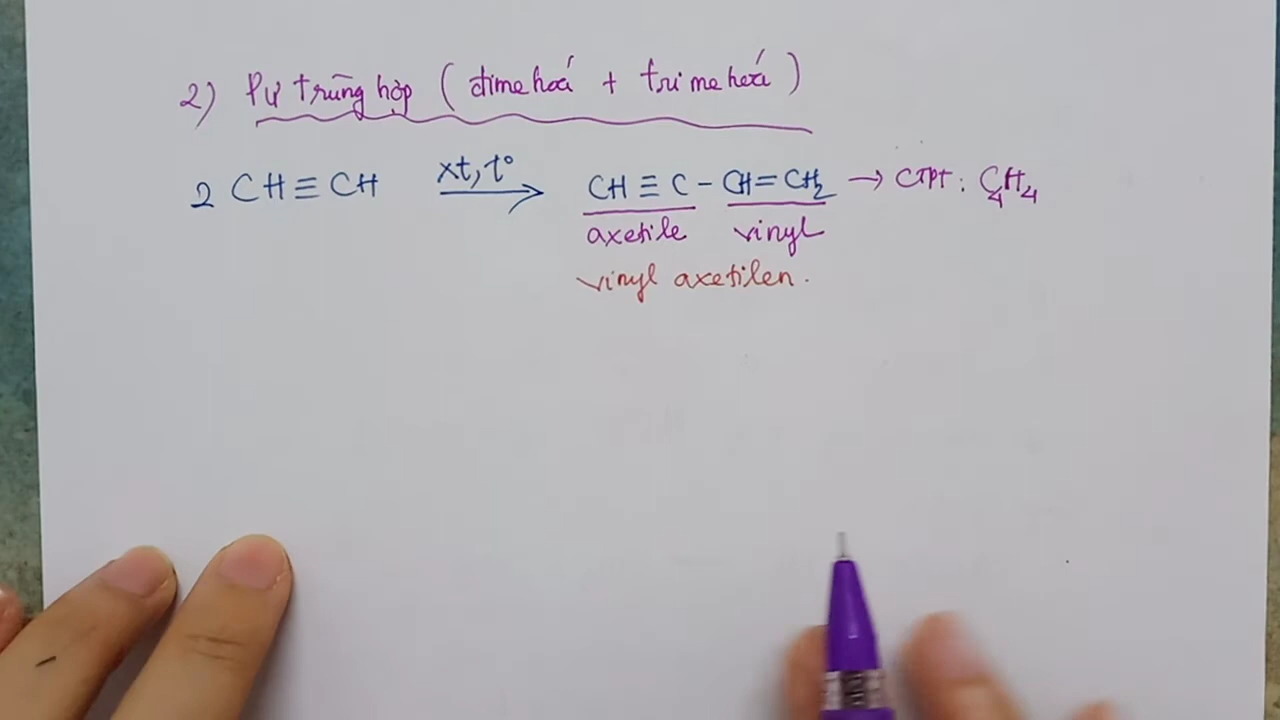 2) Pư trùng hợp (đime hoá + trime hoá)
2 CH≡CH xt, t° → CH≡C-CH=CH₂ → CTPT: C₄H₄
axetile vinyl
vinyl axetilen.